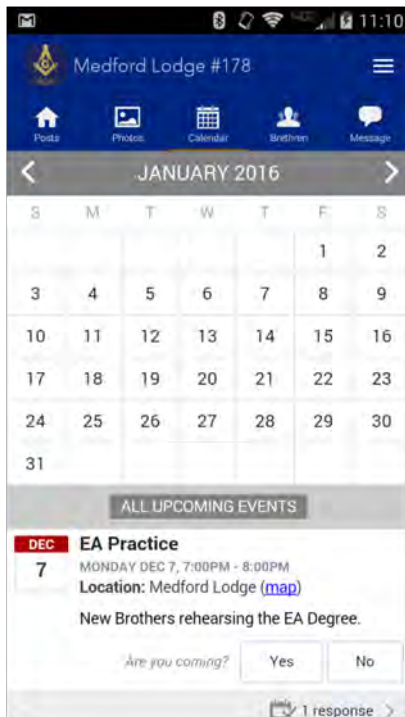 11:10
Medford Lodge #178
Posts Photos Calendar Brethren Message
JANUARY 2016
S M T W T F S
1 2
3 4 5 6 7 8 9
10 11 12 13 14 15 16
17 18 19 20 21 22 23
24 25 26 27 28 29 30
31
ALL UPCOMING EVENTS
DEC EA Practice
7 MONDAY DEC 7, 7:00PM - 8:00PM
Location: Medford Lodge (map)
New Brothers rehearsing the EA Degree.
Are you coming? Yes No
1 response